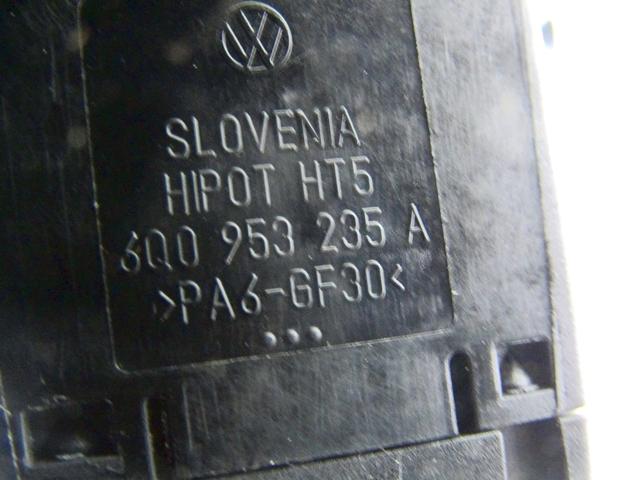 SLOVENIA
HIPOT HT5
6Q0 953 235 A
>PA6-GF30<